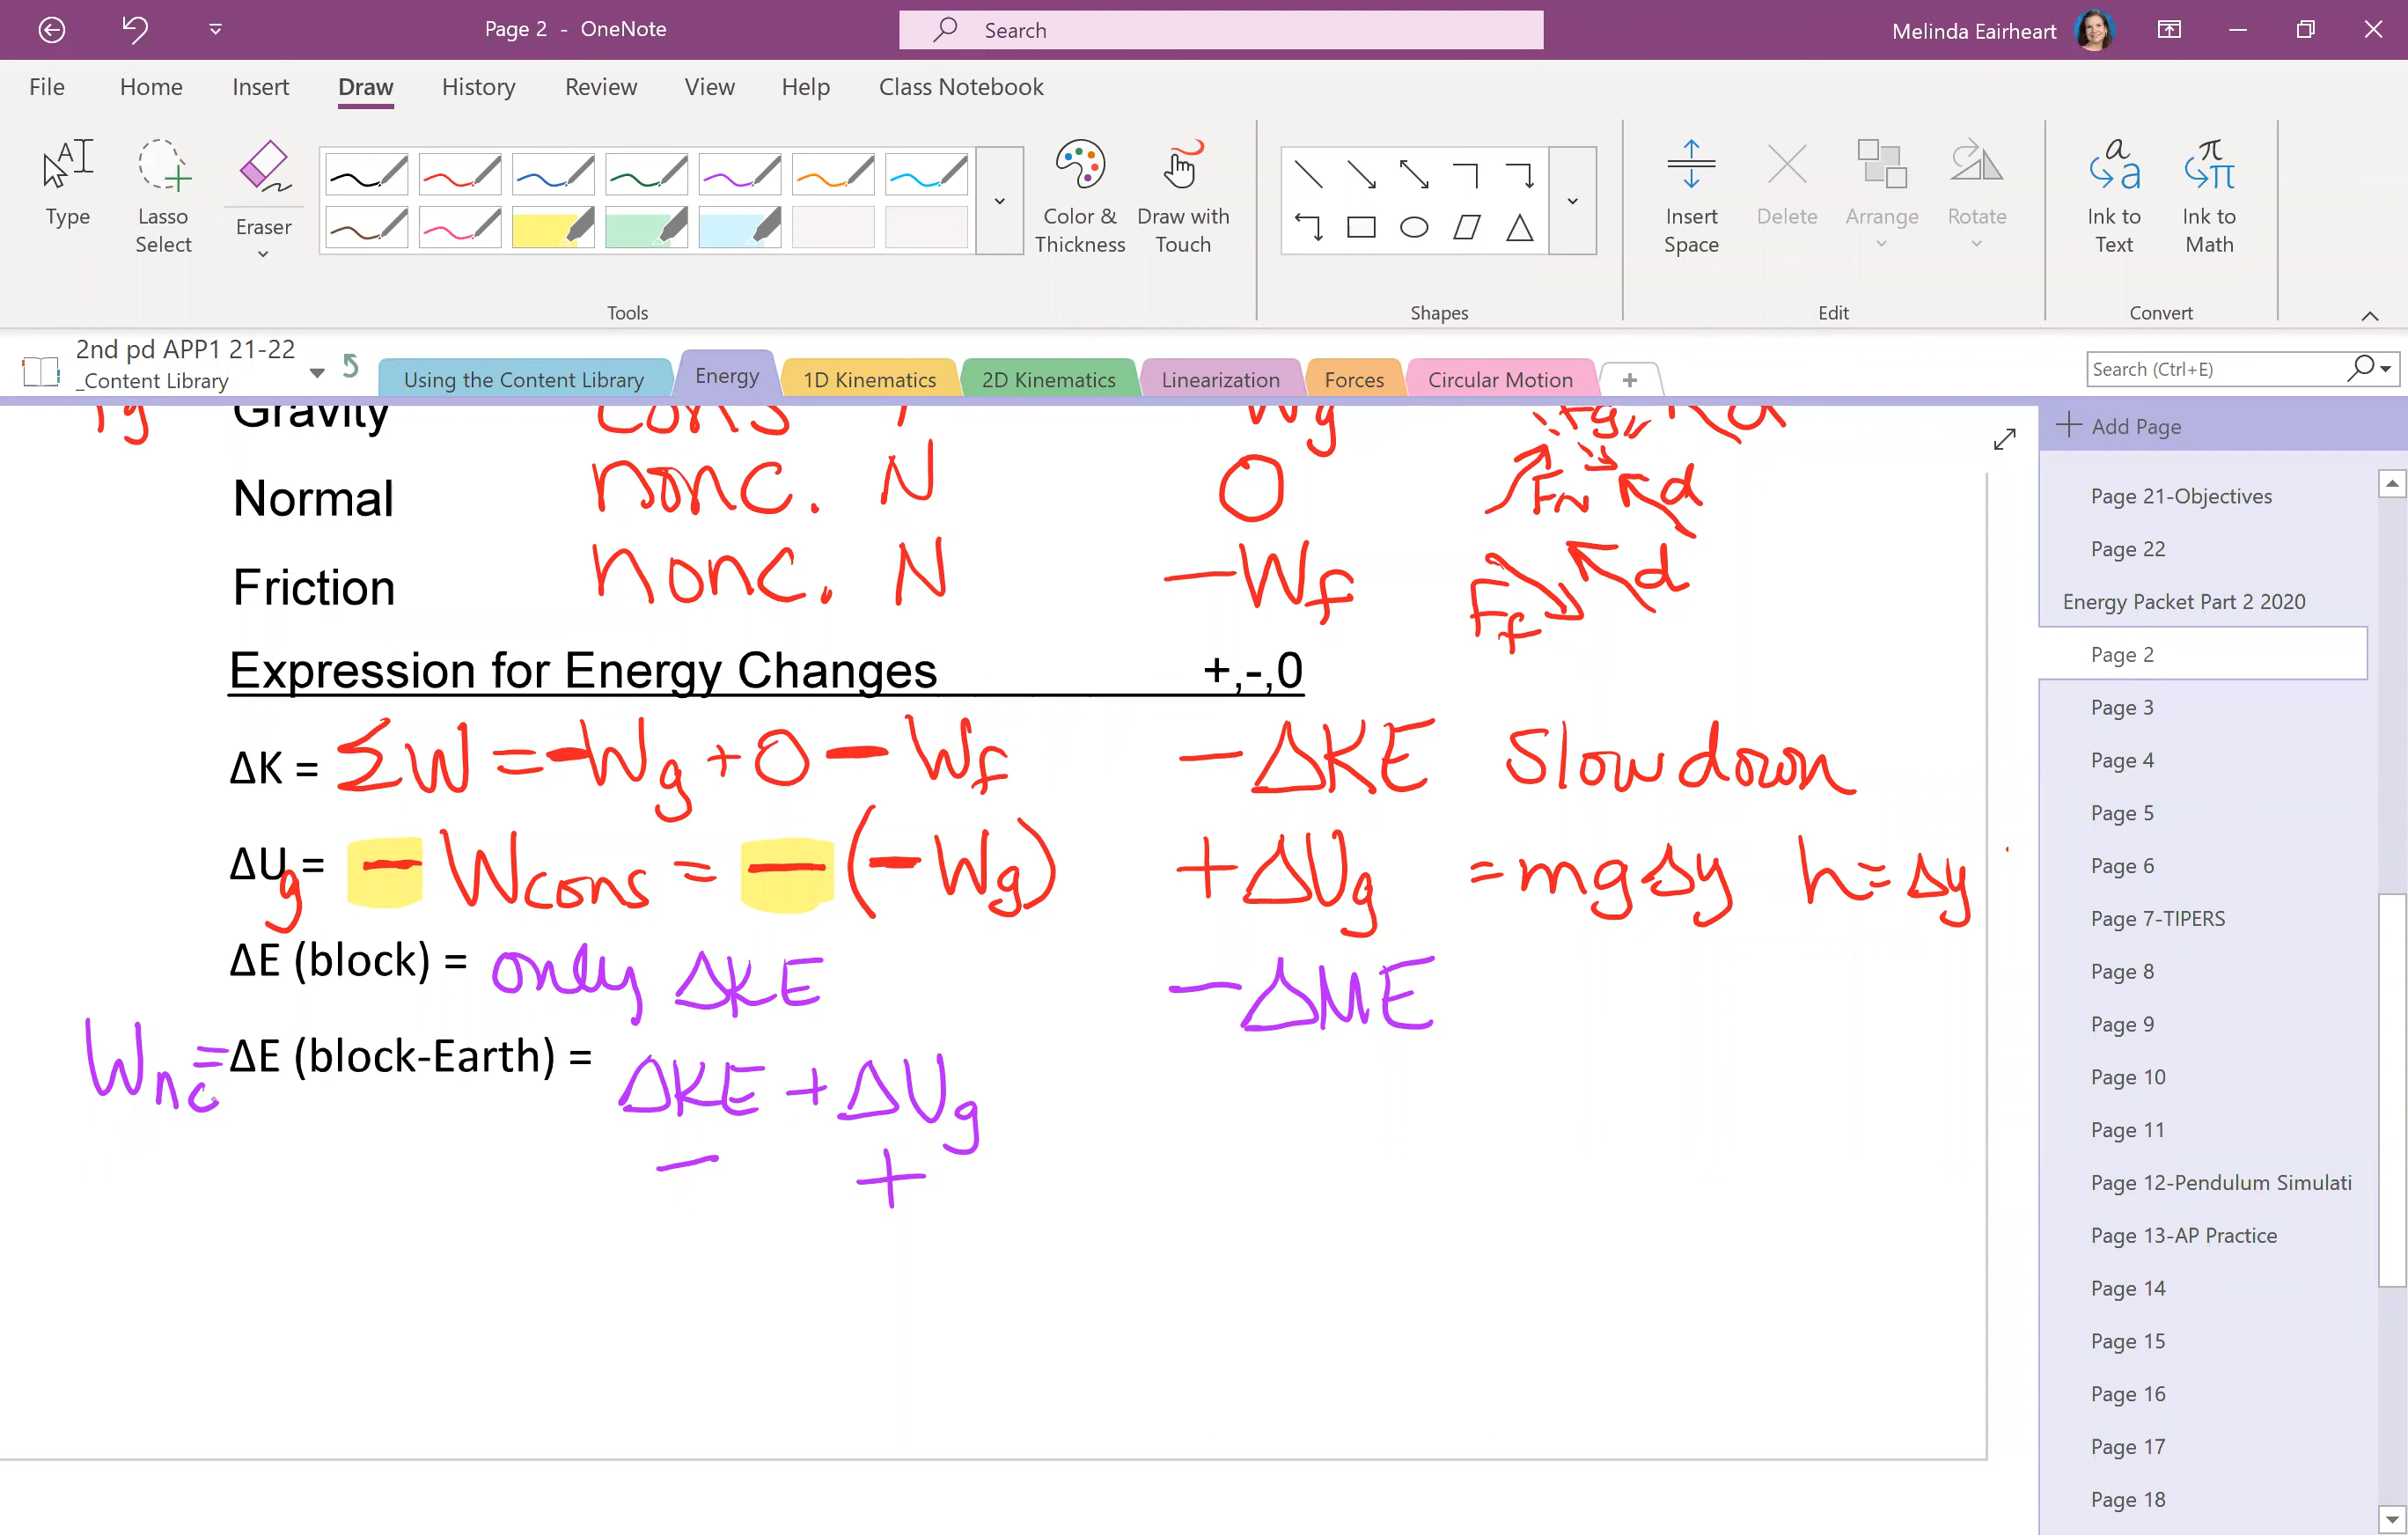 Page 2 - OneNote
Search
Melinda Eairheart
File Home Insert Draw History Review View Help Class Notebook
Type
Lasso Select
Eraser
Color & Thickness
Draw with Touch
Insert Space
Delete
Arrange
Rotate
Ink to Text
Ink to Math
Tools
Shapes
Edit
Convert
2nd pd APP1 21-22
_Content Library
Using the Content Library
Energy
1D Kinematics
2D Kinematics
Linearization
Forces
Circular Motion
Search (Ctrl+E)
Gravity cons Wg Fg d
Normal nonc. N 0 FN d
Friction nonc. N -Wf Ff d
Expression for Energy Changes +,-,0
ΔK = ΣW = -Wg + 0 - Wf -ΔKE Slow down
ΔUg = - Wcons = - (-Wg) +ΔUg = mgΔy h = Δy
ΔE (block) = only ΔKE -ΔME
Wnc = ΔE (block-Earth) = ΔKE + ΔUg
- +
Add Page
Page 21-Objectives
Page 22
Energy Packet Part 2 2020
Page 2
Page 3
Page 4
Page 5
Page 6
Page 7-TIPERS
Page 8
Page 9
Page 10
Page 11
Page 12-Pendulum Simulati
Page 13-AP Practice
Page 14
Page 15
Page 16
Page 17
Page 18